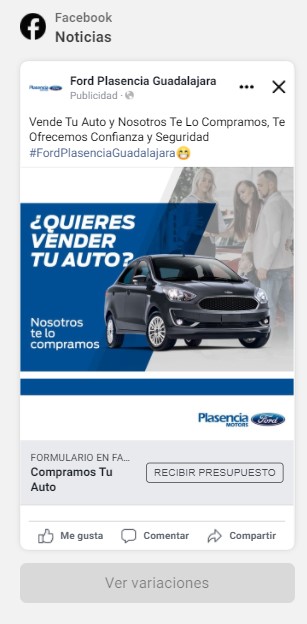 Facebook
Noticias
Ford Plasencia Guadalajara
Publicidad ·
Vende Tu Auto y Nosotros Te Lo Compramos, Te
Ofrecemos Confianza y Seguridad
#FordPlasenciaGuadalajara😁
¿QUIERES
VENDER
TU AUTO?
Nosotros
te lo
compramos
Plasencia
MOTORS
Ford
FORMULARIO EN FA...
Compramos Tu
Auto
RECIBIR PRESUPUESTO
Me gusta
Comentar
Compartir
Ver variaciones